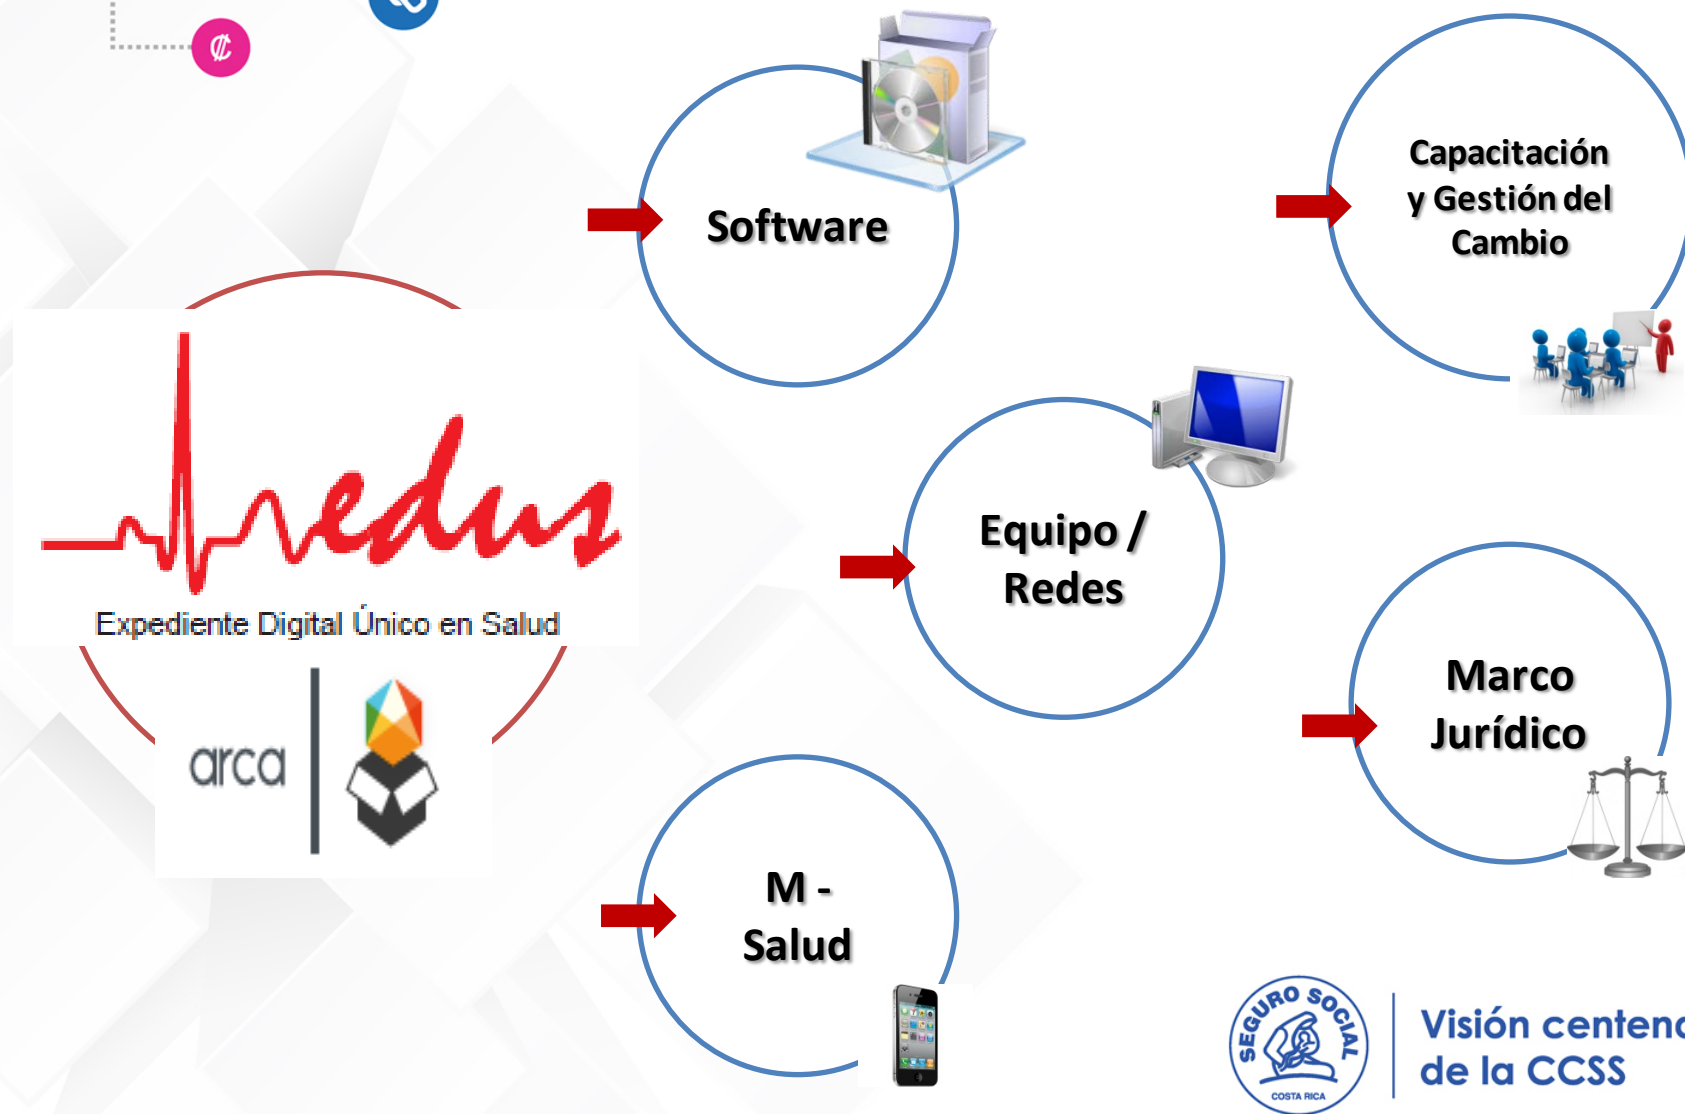 ₡
Software
Capacitación
y Gestión del
Cambio
edus
Expediente Digital Único en Salud
arca
Equipo /
Redes
Marco
Jurídico
M -
Salud
SEGURO SOCIAL
COSTA RICA
Visión centen
de la CCSS